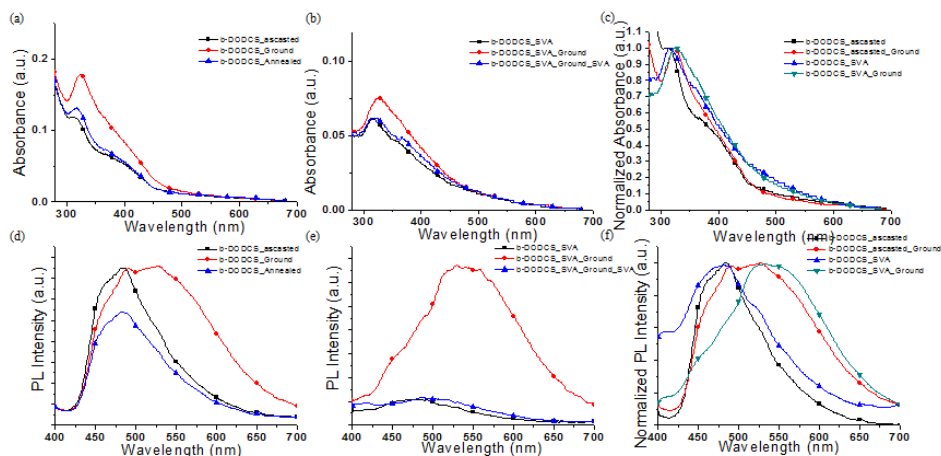 (a)
b-DODCS_ascasted
b-DODCS_Ground
b-DODCS_Annealed
Absorbance (a.u.)
0.2
0.1
0.0
300 400 500 600 700
Wavelength (nm)
(b)
b-DODCS_SVA
b-DODCS_SVA_Ground
b-DODCS_SVA_Ground_SVA
Absorbance (a.u.)
0.10
0.05
0.00
300 400 500 600 700
Wavelength (nm)
(c)
b-DODCS_ascasted
b-DODCS_ascasted_Ground
b-DODCS_SVA
b-DODCS_SVA_Ground
Normalized Absorbance (a.u.)
1.1
1.0
0.9
0.8
0.7
0.6
0.5
0.4
0.3
0.2
0.1
0.0
300 400 500 600 700
Wavelength (nm)
(d)
b-DODCS_ascasted
b-DODCS_Ground
b-DODCS_Annealed
PL Intensity (a.u.)
400 450 500 550 600 650 700
Wavelength (nm)
(e)
b-DODCS_SVA
b-DODCS_SVA_Ground
b-DODCS_SVA_Ground_SVA
PL Intensity (a.u.)
400 450 500 550 600 650 700
Wavelength (nm)
(f)
b-DODCS_ascasted
b-DODCS_ascasted_Ground
b-DODCS_SVA
b-DODCS_SVA_Ground
Normalized PL Intensity (a.u.)
400 450 500 550 600 650 700
Wavelength (nm)